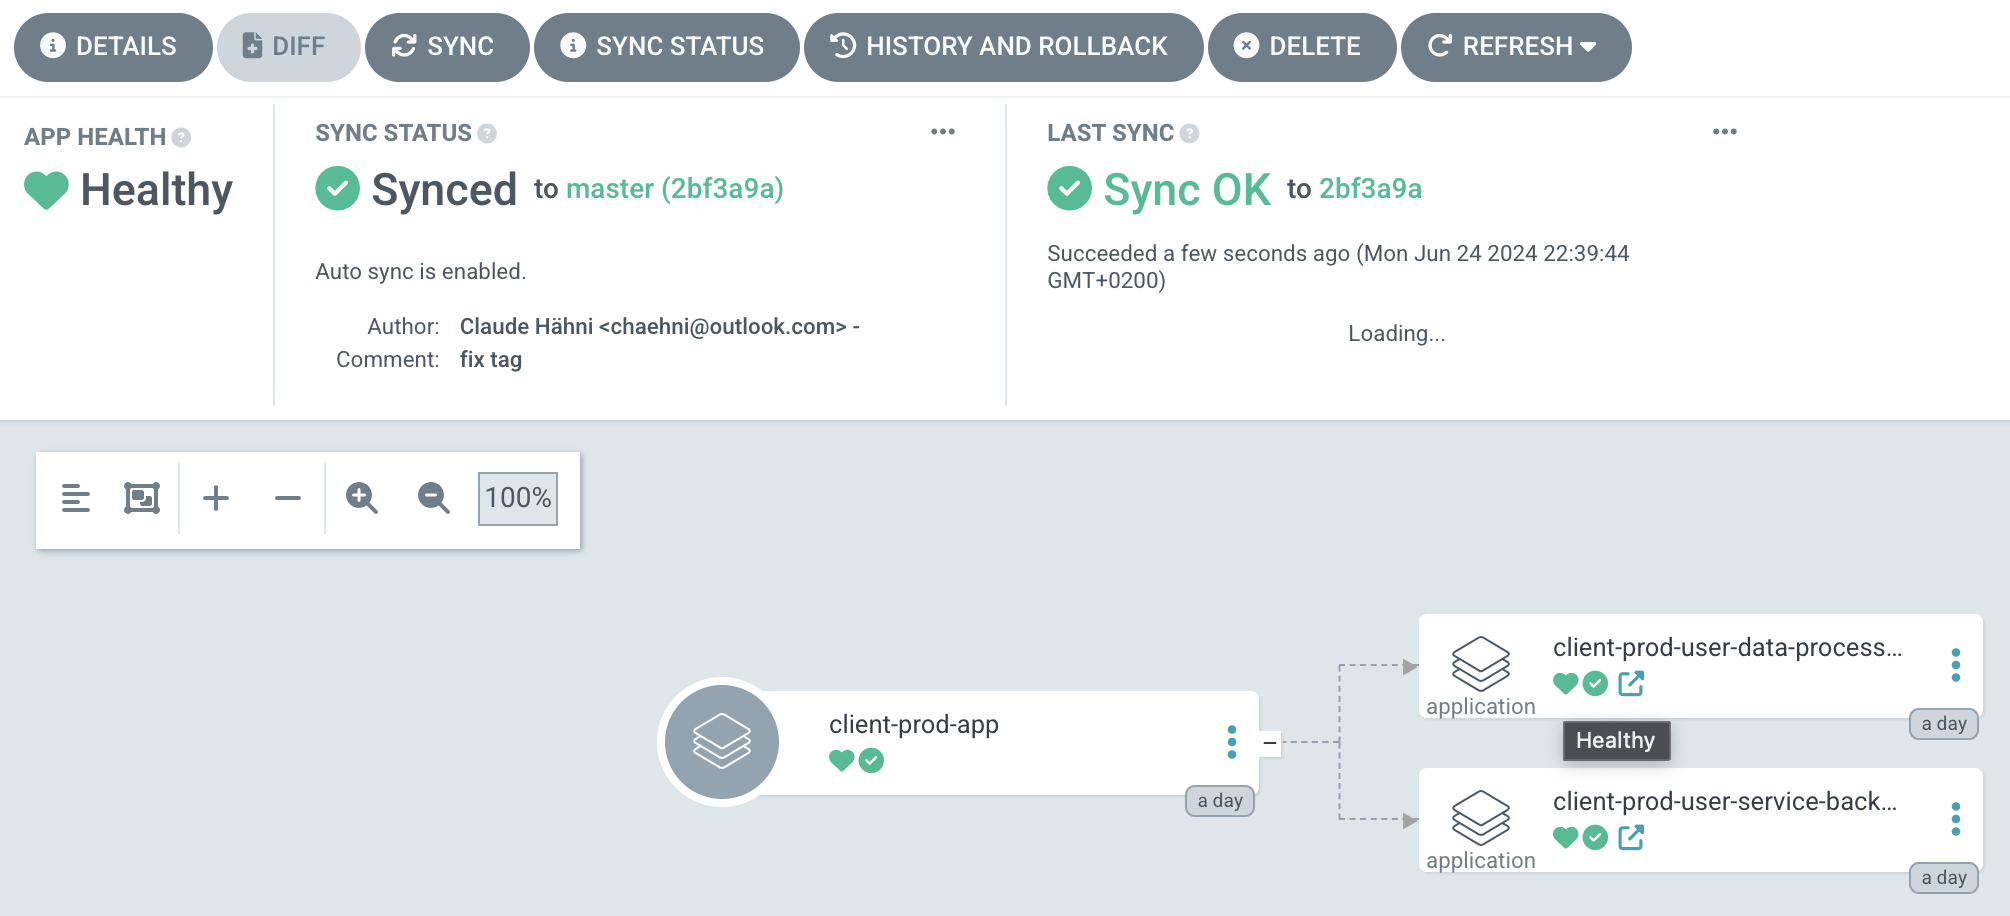 DETAILS DIFF SYNC SYNC STATUS HISTORY AND ROLLBACK DELETE REFRESH
APP HEALTH
Healthy
SYNC STATUS
Synced to master (2bf3a9a)
Auto sync is enabled.
Author: Claude Hähni <chaehni@outlook.com> -
Comment: fix tag
LAST SYNC
Sync OK to 2bf3a9a
Succeeded a few seconds ago (Mon Jun 24 2024 22:39:44
GMT+0200)
Loading...
100%
client-prod-app
a day
client-prod-user-data-process...
application
a day
Healthy
client-prod-user-service-back...
application
a day